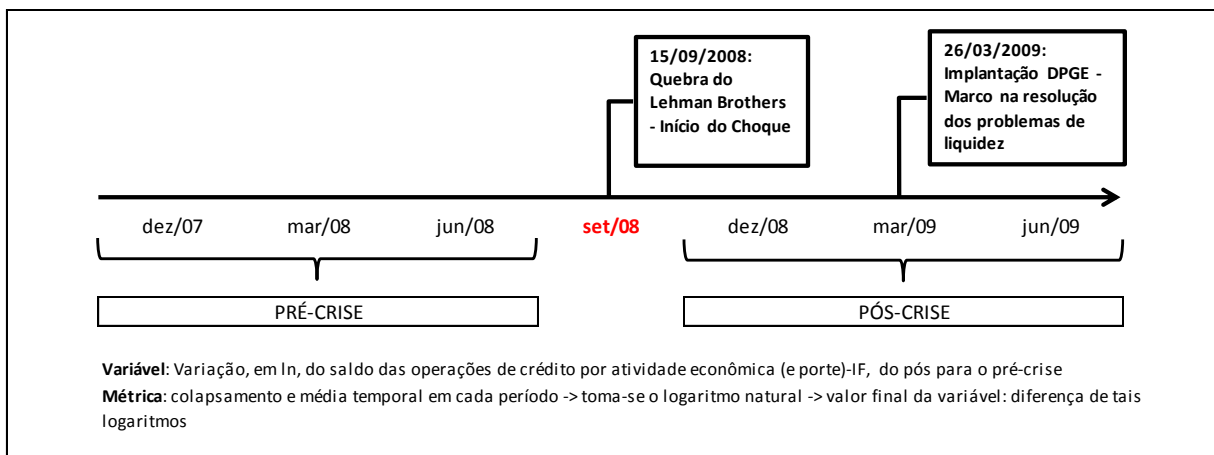 15/09/2008:
Quebra do
Lehman Brothers
- Início do Choque
26/03/2009:
Implantação DPGE -
Marco na resolução
dos problemas de
liquidez
dez/07 mar/08 jun/08 set/08 dez/08 mar/09 jun/09
PRÉ-CRISE PÓS-CRISE
Variável: Variação, em ln, do saldo das operações de crédito por atividade econômica (e porte)-IF, do pós para o pré-crise
Métrica: colapsamento e média temporal em cada período -> toma-se o logaritmo natural -> valor final da variável: diferença de tais
logaritmos